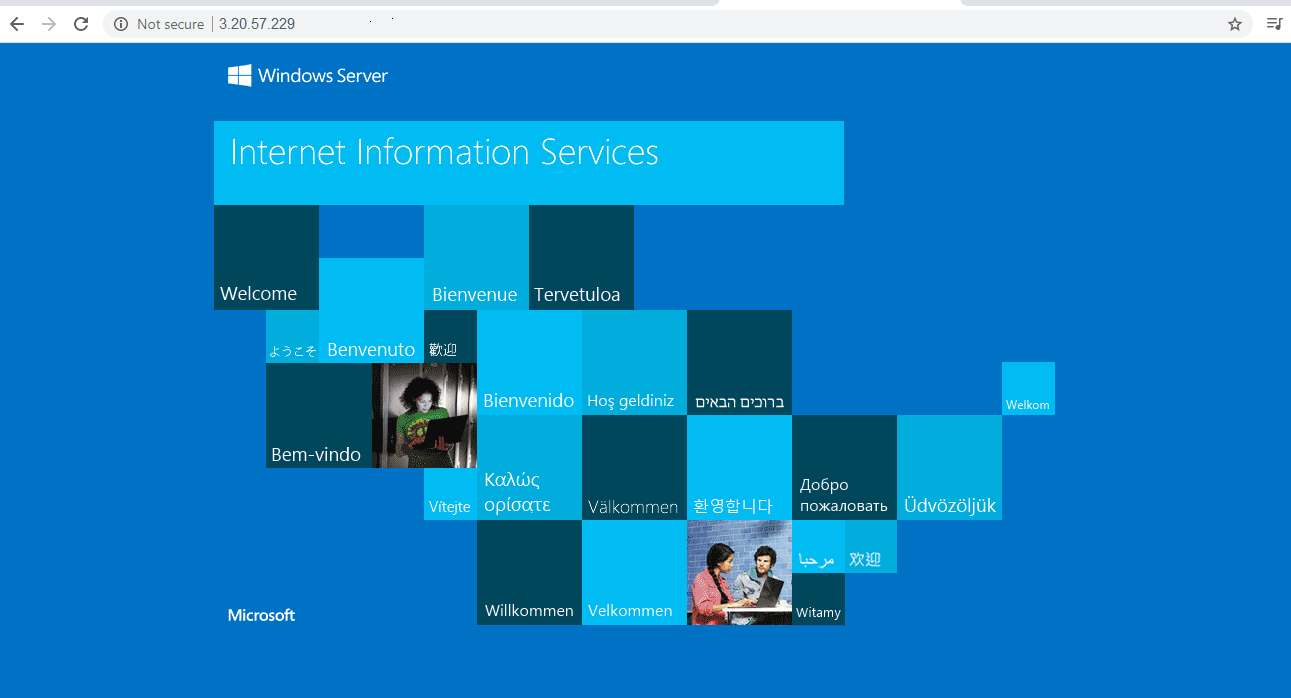 Not secure | 3.20.57.229
Windows Server
Internet Information Services
Welcome
Bienvenue
Tervetuloa
ようこそ
Benvenuto
歡迎
Bienvenido
Hoş geldiniz
ברוכים הבאים
Welkom
Bem-vindo
Vítejte
Καλώς
ορίσατε
Välkommen
환영합니다
Добро
пожаловать
Üdvözöljük
Willkommen
Velkommen
مرحبا
欢迎
Witamy
Microsoft